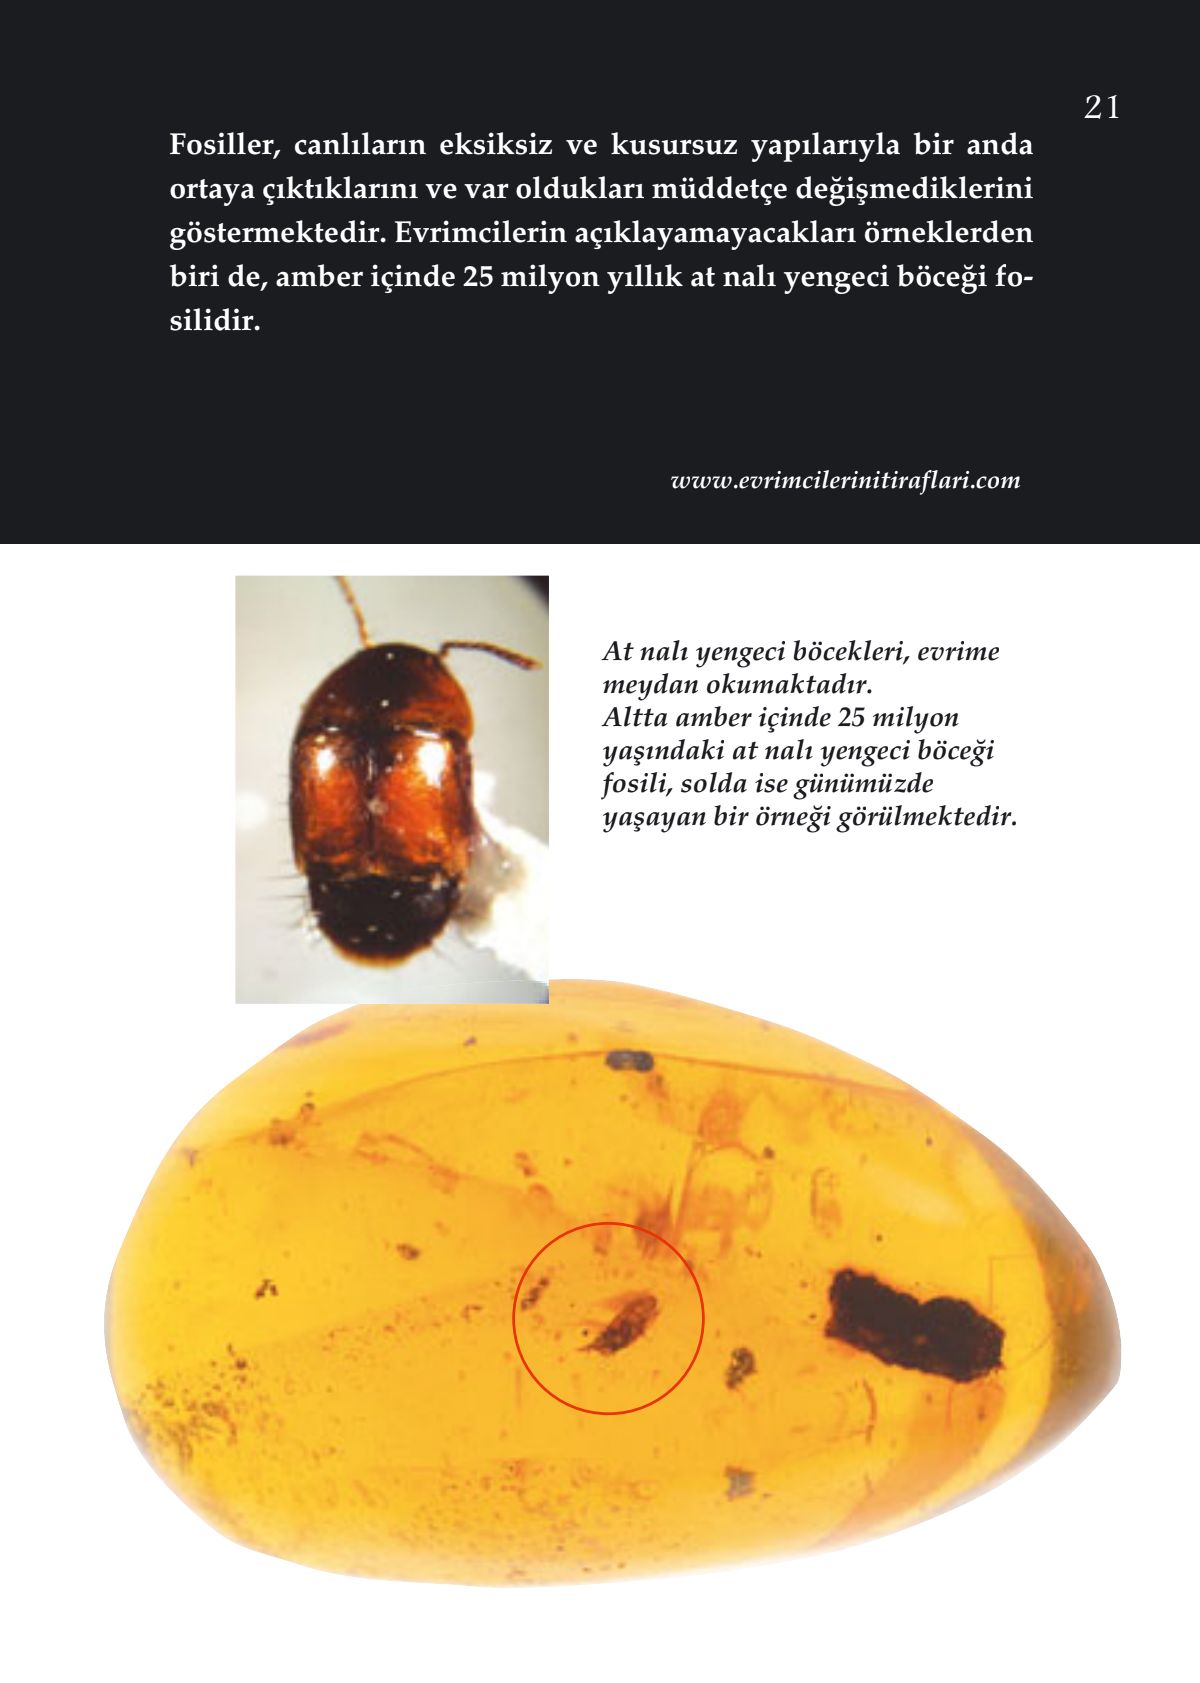 21
Fosiller, canlıların eksiksiz ve kusursuz yapılarıyla bir anda
ortaya çıktıklarını ve var oldukları müddetçe değişmediklerini
göstermektedir. Evrimcilerin açıklayamayacakları örneklerden
biri de, amber içinde 25 milyon yıllık at nalı yengeci böceği fo-
silidir.
www.evrimcilerinitiraflari.com
At nalı yengeci böcekleri, evrime
meydan okumaktadır.
Altta amber içinde 25 milyon
yaşındaki at nalı yengeci böceği
fosili, solda ise günümüzde
yaşayan bir örneği görülmektedir.